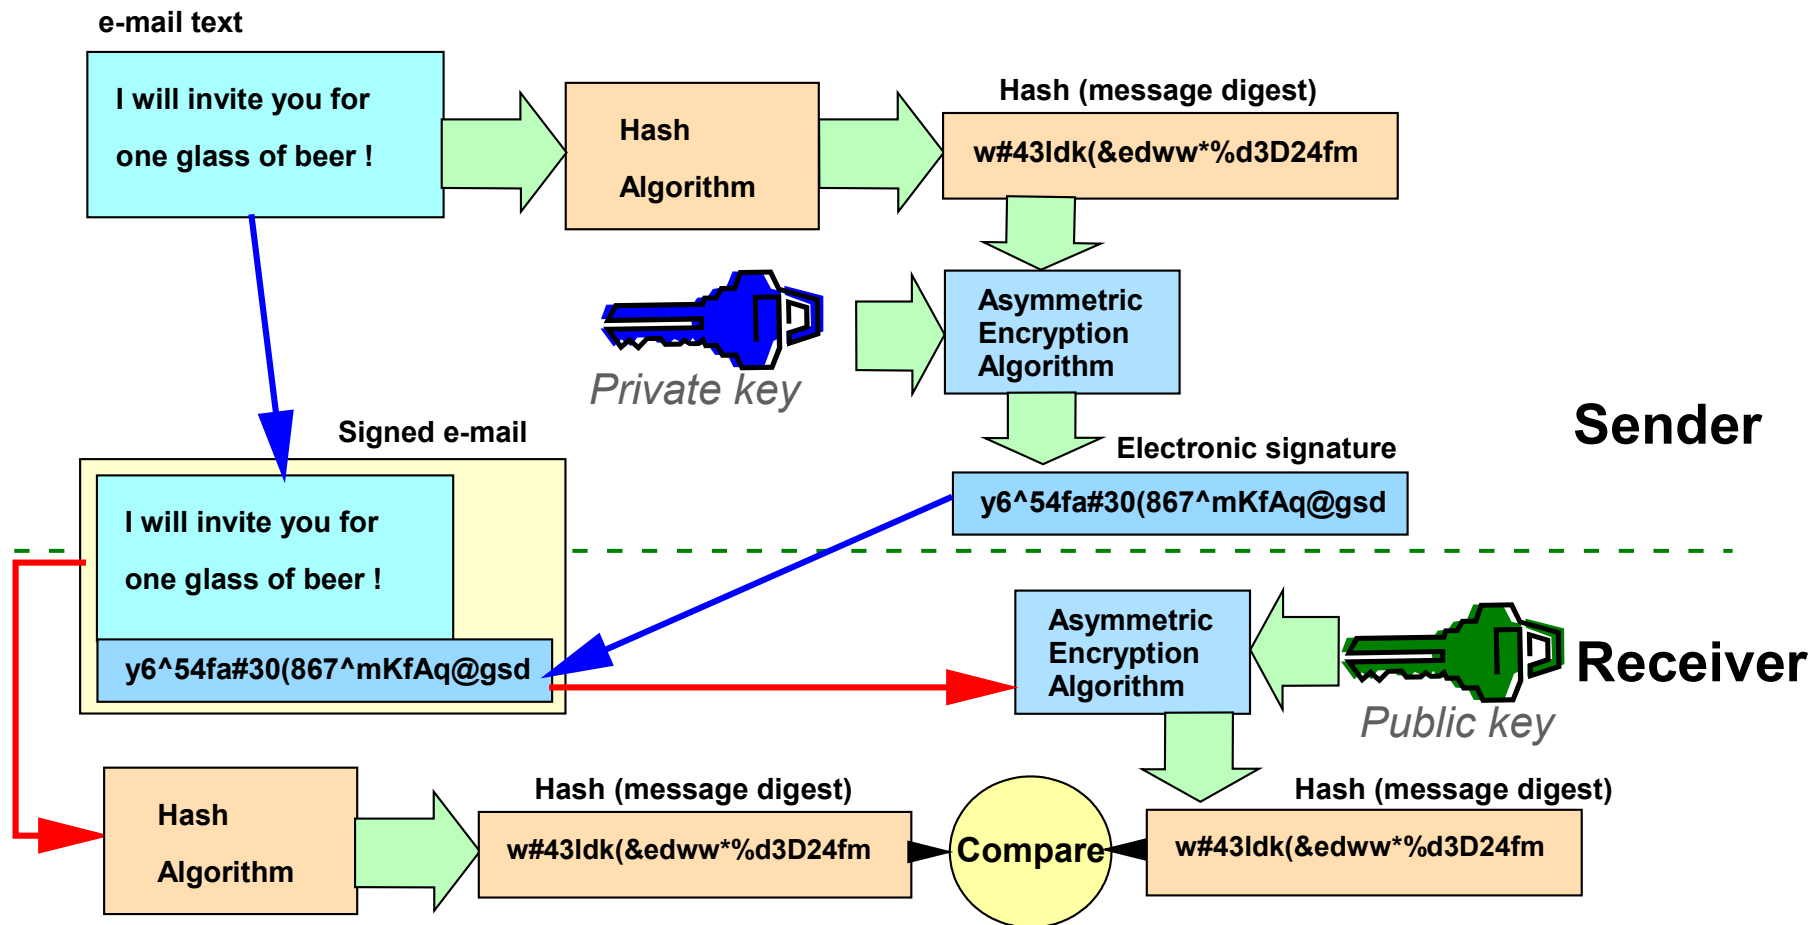 e-mail text
I will invite you for
one glass of beer !
Hash
Algorithm
Hash (message digest)
w#43ldk(&edww*%d3D24fm
Private key
Asymmetric
Encryption
Algorithm
Sender
Signed e-mail
Electronic signature
y6^54fa#30(867^mKfAq@gsd
I will invite you for
one glass of beer !
y6^54fa#30(867^mKfAq@gsd
Asymmetric
Encryption
Algorithm
Receiver
Public key
Hash
Algorithm
Hash (message digest)
w#43ldk(&edww*%d3D24fm
Compare
Hash (message digest)
w#43ldk(&edww*%d3D24fm